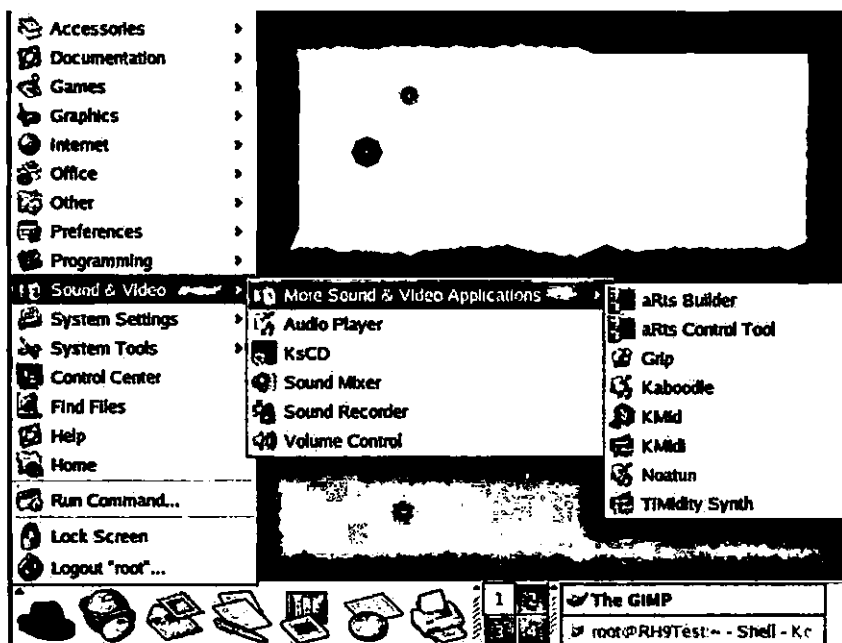 Accessories
Documentation
Games
Graphics
Internet
Office
Other
Preferences
Programming
Sound & Video
System Settings
System Tools
Control Center
Find Files
Help
Home
Run Command...
Lock Screen
Logout "root"...
More Sound & Video Applications
Audio Player
KsCD
Sound Mixer
Sound Recorder
Volume Control
aRts Builder
aRts Control Tool
Grip
Kaboodle
KMid
KMidi
Noatun
TiMidity Synth
1 2
3 4
The GIMP
root@RH9Test:~ - Shell - Kc